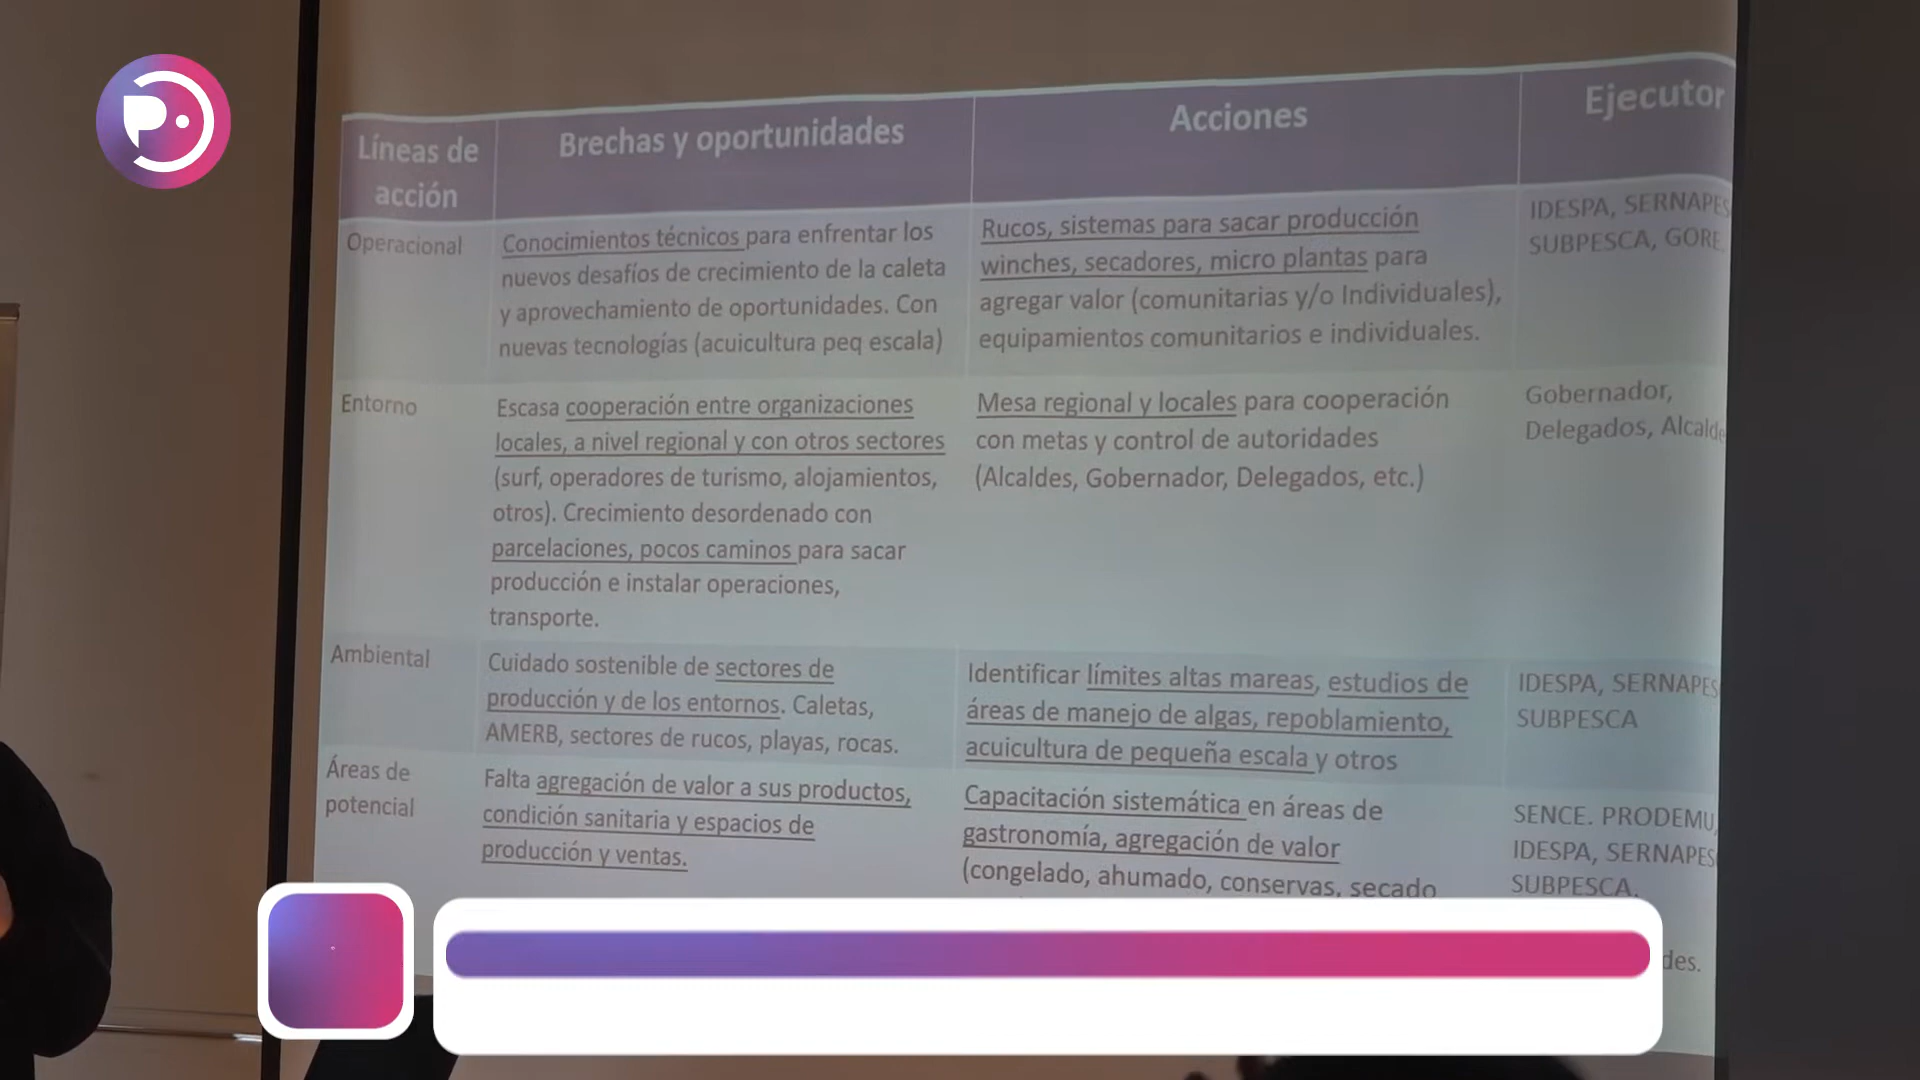 Líneas de
acción
Brechas y oportunidades
Acciones
Ejecutor
Operacional
Conocimientos técnicos para enfrentar los
nuevos desafíos de crecimiento de la caleta
y aprovechamiento de oportunidades. Con
nuevas tecnologías (acuicultura peq escala)
Rucos, sistemas para sacar producción
winches, secadores, micro plantas para
agregar valor (comunitarias y/o Individuales),
equipamientos comunitarios e individuales.
IDESPA, SERNAPES
SUBPESCA, GORE
Entorno
Escasa cooperación entre organizaciones
locales, a nivel regional y con otros sectores
(surf, operadores de turismo, alojamientos,
otros). Crecimiento desordenado con
parcelaciones, pocos caminos para sacar
producción e instalar operaciones,
transporte.
Mesa regional y locales para cooperación
con metas y control de autoridades
(Alcaldes, Gobernador, Delegados, etc.)
Gobernador,
Delegados, Alcalde
Ambiental
Cuidado sostenible de sectores de
producción y de los entornos. Caletas,
AMERB, sectores de rucos, playas, rocas.
Identificar límites altas mareas, estudios de
áreas de manejo de algas, repoblamiento,
acuicultura de pequeña escala y otros
IDESPA, SERNAPES
SUBPESCA
Áreas de
potencial
Falta agregación de valor a sus productos,
condición sanitaria y espacios de
producción y ventas.
Capacitación sistemática en áreas de
gastronomía, agregación de valor
(congelado, ahumado, conservas, secado
SENCE. PRODEMU,
IDESPA, SERNAPES
SUBPESCA.
des.